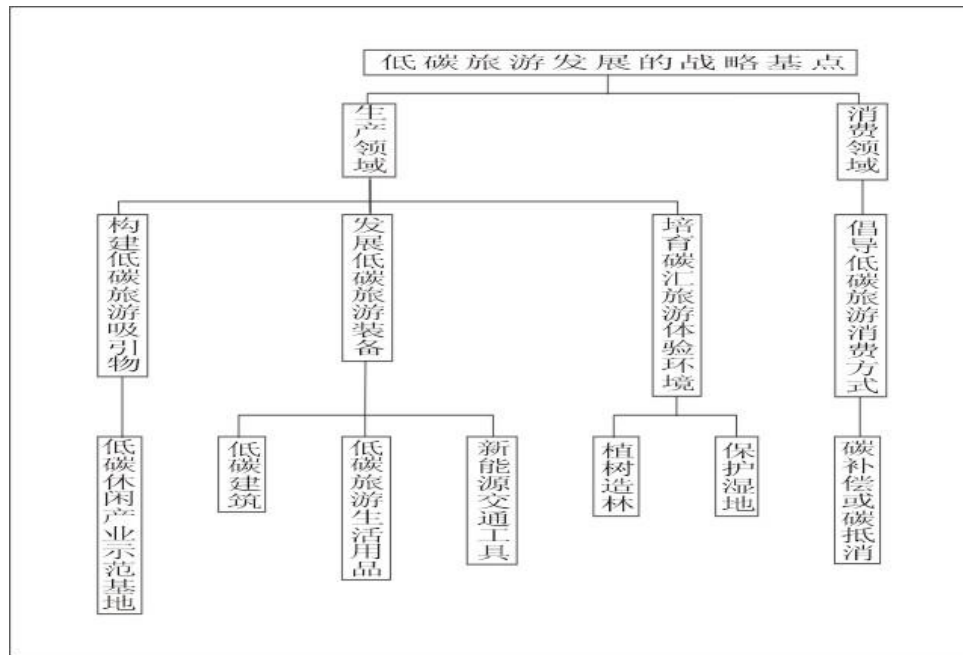 低碳旅游发展的战略基点
生产领域
消费领域
构建低碳旅游吸引物
发展低碳旅游装备
培育碳汇旅游体验环境
倡导低碳旅游消费方式
低碳休闲产业示范基地
低碳建筑
低碳旅游生活用品
新能源交通工具
植树造林
保护湿地
碳补偿或碳抵消